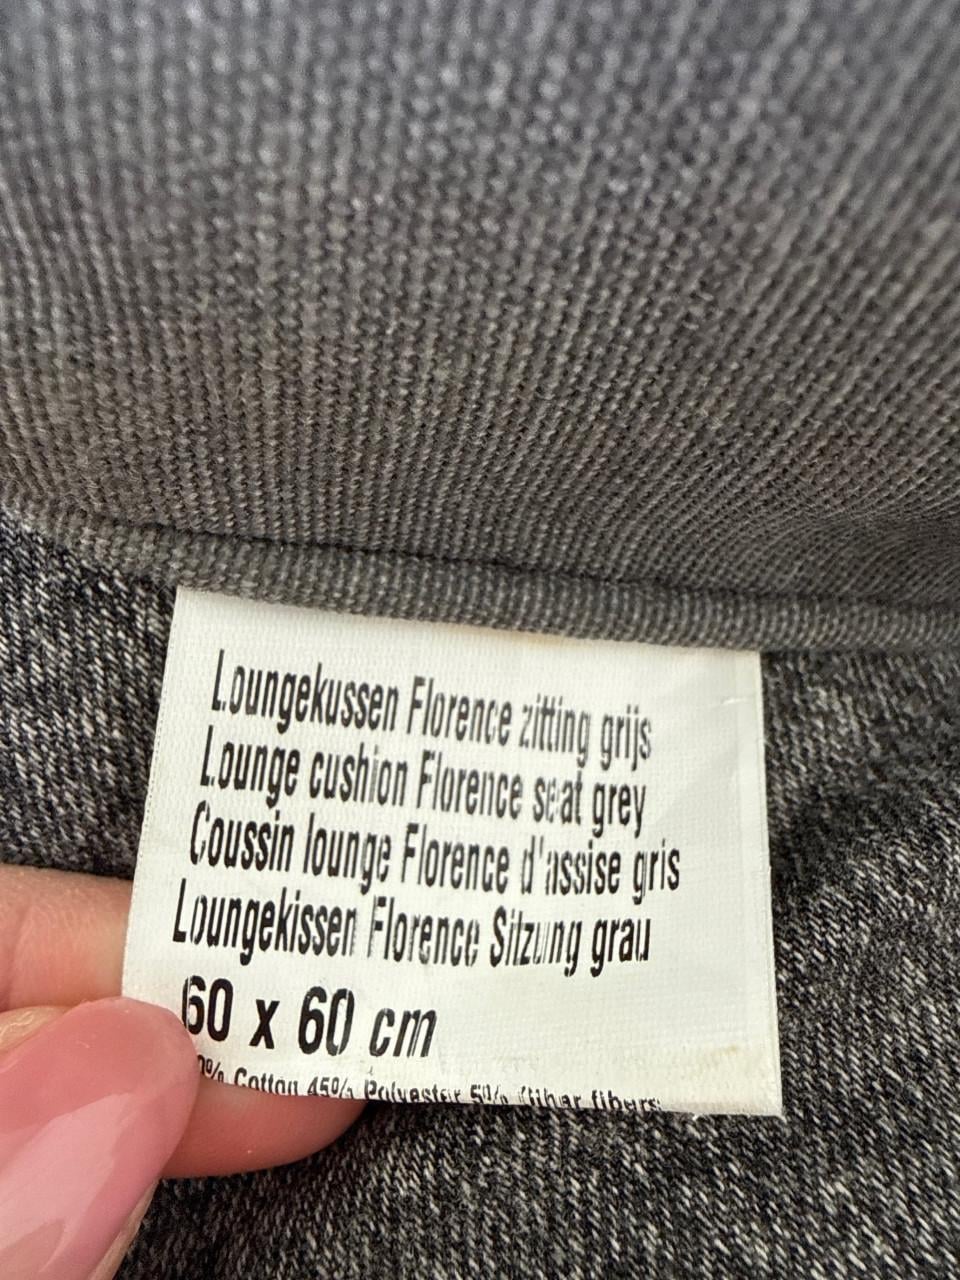 Loungekussen Florence zitting grijs
Lounge cushion Florence seat grey
Coussin lounge Florence d'assise gris
Loungekissen Florence Sitzung grau
60 x 60 cm
Cotton 45% Polyester 5% Other fibers